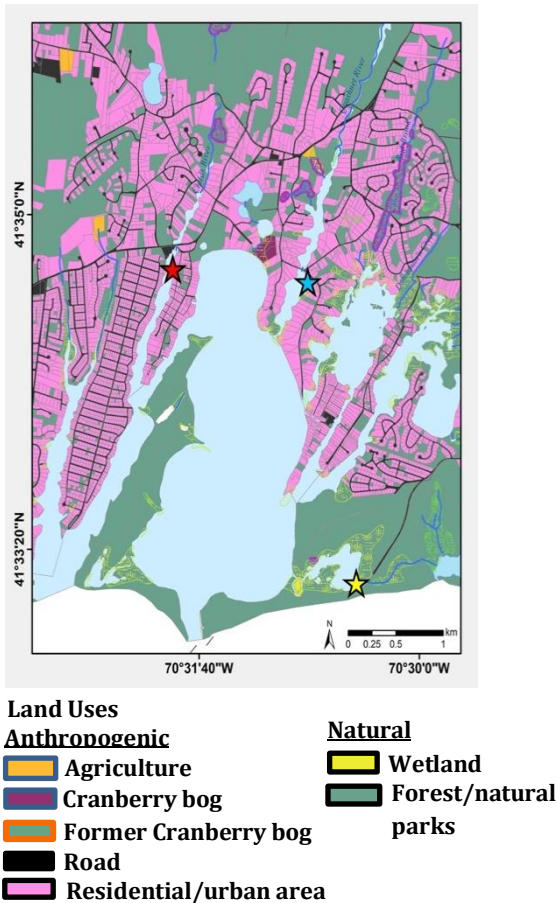 41°35'0"N
41°33'20"N
River
N
0 0.25 0.5 1
km
70°31'40"W
70°30'0"W
Land Uses
Anthropogenic
Agriculture
Cranberry bog
Former Cranberry bog
Road
Residential/urban area
Natural
Wetland
Forest/natural
parks